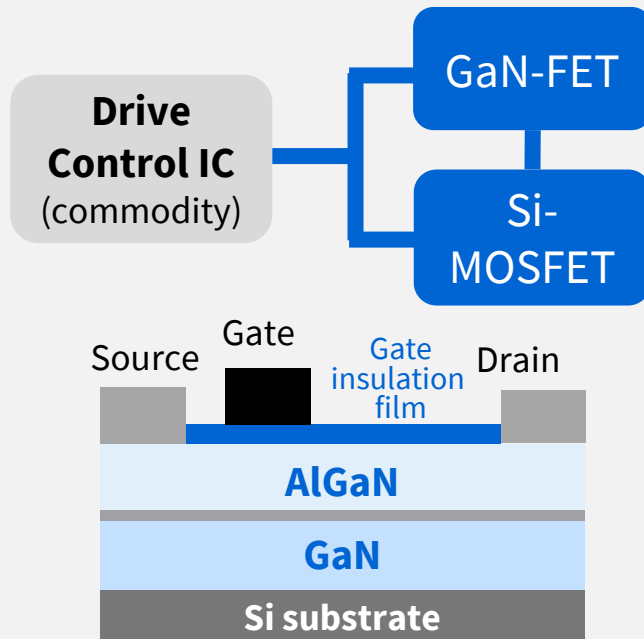 GaN-FET
Drive
Control IC
(commodity)
Si-
MOSFET
Source
Gate
Gate
insulation
film
Drain
AlGaN
GaN
Si substrate